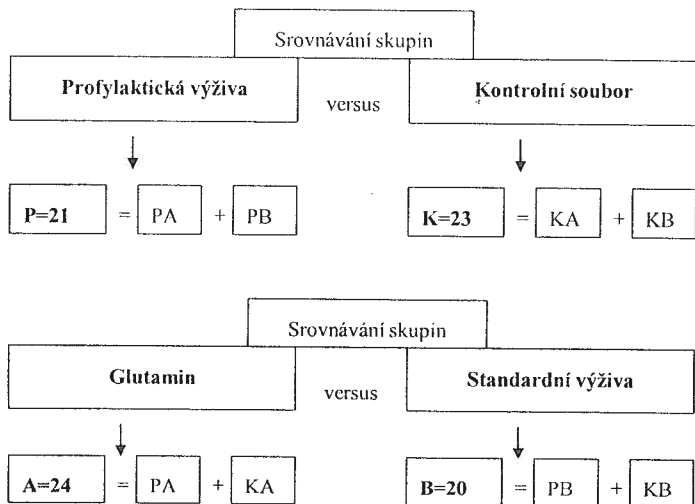 Srovnávání skupin
Profylaktická výživa versus Kontrolní soubor
P=21 = PA + PB K=23 = KA + KB
Srovnávání skupin
Glutamin versus Standardní výživa
A=24 = PA + KA B=20 = PB + KB